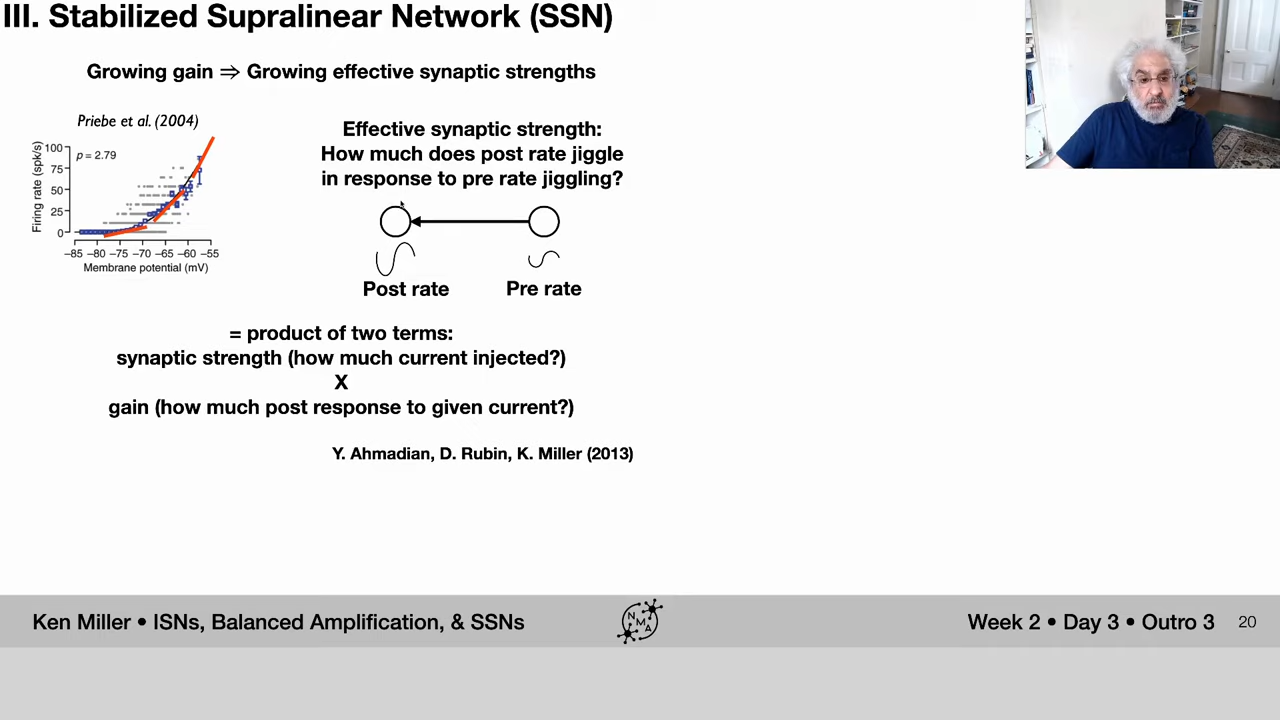 III. Stabilized Supralinear Network (SSN)
Growing gain ⇒ Growing effective synaptic strengths
Priebe et al. (2004)
Firing rate (spk/s)
100
75
50
25
0
p = 2.79
–85 –80 –75 –70 –65 –60 –55
Membrane potential (mV)
Effective synaptic strength:
How much does post rate jiggle
in response to pre rate jiggling?
Post rate
Pre rate
= product of two terms:
synaptic strength (how much current injected?)
X
gain (how much post response to given current?)
Y. Ahmadian, D. Rubin, K. Miller (2013)
Ken Miller • ISNs, Balanced Amplification, & SSNs
N
M
A
Week 2 • Day 3 • Outro 3
20